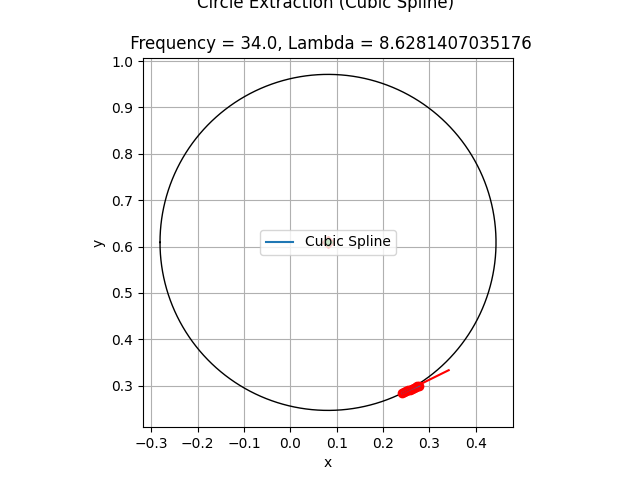 Circle Extraction (Cubic Spline)
Frequency = 34.0, Lambda = 8.6281407035176
1.0
0.9
0.8
0.7
0.6
0.5
0.4
0.3
y
Cubic Spline
−0.3 −0.2 −0.1 0.0 0.1 0.2 0.3 0.4
x